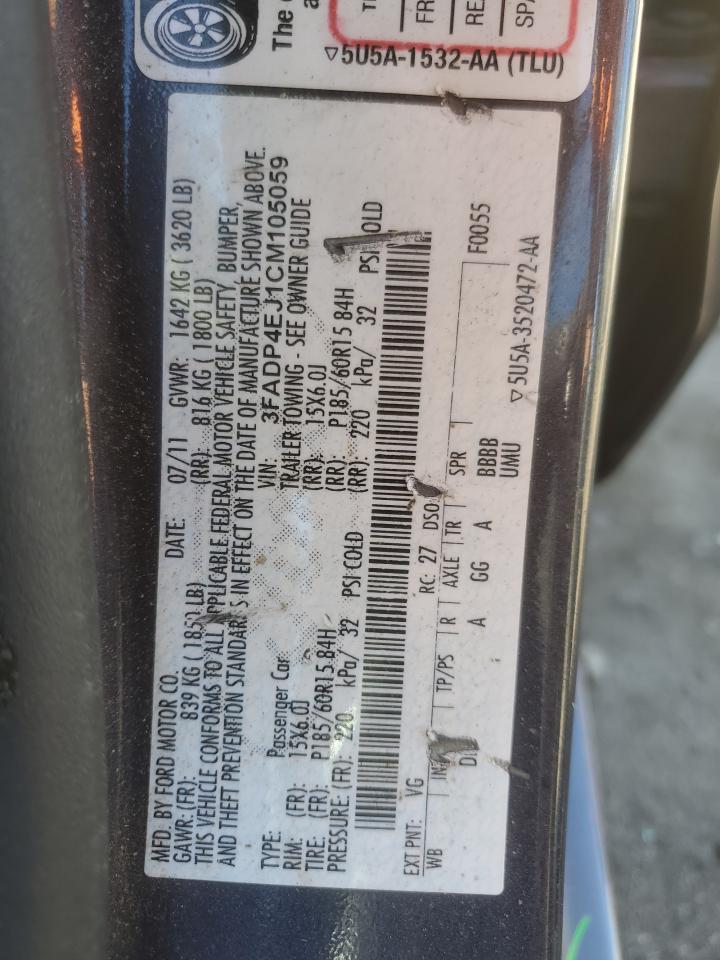 The
a
T
FR
RE
SPA
▽5U5A-1532-AA (TLU)
MFD. BY FORD MOTOR CO. DATE: 07/11 GVWR: 1642 KG ( 3620 LB)
GAWR: (FR): 839 KG ( 1850 LB) (RR): 816 KG ( 1800 LB)
THIS VEHICLE CONFORMS TO ALL APPLICABLE FEDERAL MOTOR VEHICLE SAFETY, BUMPER,
AND THEFT PREVENTION STANDARDS IN EFFECT ON THE DATE OF MANUFACTURE SHOWN ABOVE.
VIN: 3FADP4EJ1CM105059
TYPE: Passenger Car TRAILER TOWING - SEE OWNER GUIDE
RIM: (FR): 15X6.0J (RR): 15X6.0J
TIRE: (FR): P185/60R15 84H (RR): P185/60R15 84H
PRESSURE: (FR): 220 kPa/ 32 PSI COLD (RR): 220 kPa/ 32 PSI COLD
EXT PNT: VG RC: 27 DSO:
WB | IN | TP/PS | R | AXLE | TR | SPR F0055
D A GG A BBBB
UMU
▽5U5A-3520472-AA